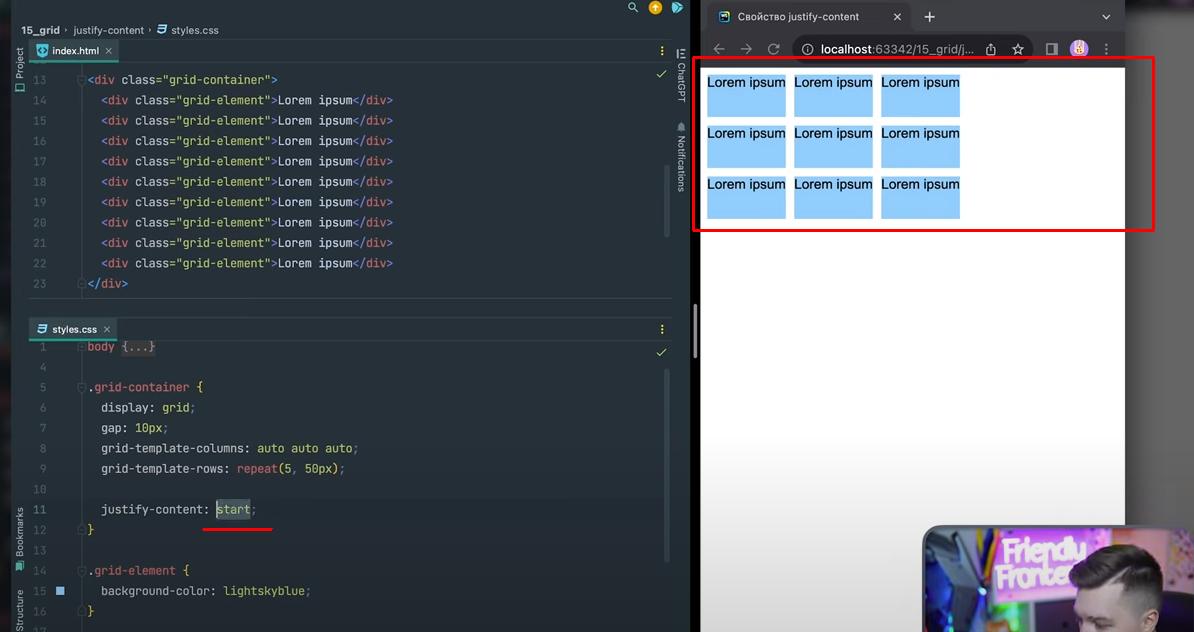 15_grid › justify-content › styles.css
index.html
Project
13 <div class="grid-container">
14 <div class="grid-element">Lorem ipsum</div>
15 <div class="grid-element">Lorem ipsum</div>
16 <div class="grid-element">Lorem ipsum</div>
17 <div class="grid-element">Lorem ipsum</div>
18 <div class="grid-element">Lorem ipsum</div>
19 <div class="grid-element">Lorem ipsum</div>
20 <div class="grid-element">Lorem ipsum</div>
21 <div class="grid-element">Lorem ipsum</div>
22 <div class="grid-element">Lorem ipsum</div>
23 </div>
ChatGPT
Notifications
styles.css
1 body {...}
4
5 .grid-container {
6 display: grid;
7 gap: 10px;
8 grid-template-columns: auto auto auto;
9 grid-template-rows: repeat(5, 50px);
10
11 justify-content: start;
12 }
13
14 .grid-element {
15 background-color: lightskyblue;
16 }
17
Bookmarks
Structure
Свойство justify-content
localhost:63342/15_grid/j...
Lorem ipsum Lorem ipsum Lorem ipsum
Lorem ipsum Lorem ipsum Lorem ipsum
Lorem ipsum Lorem ipsum Lorem ipsum
Friendly